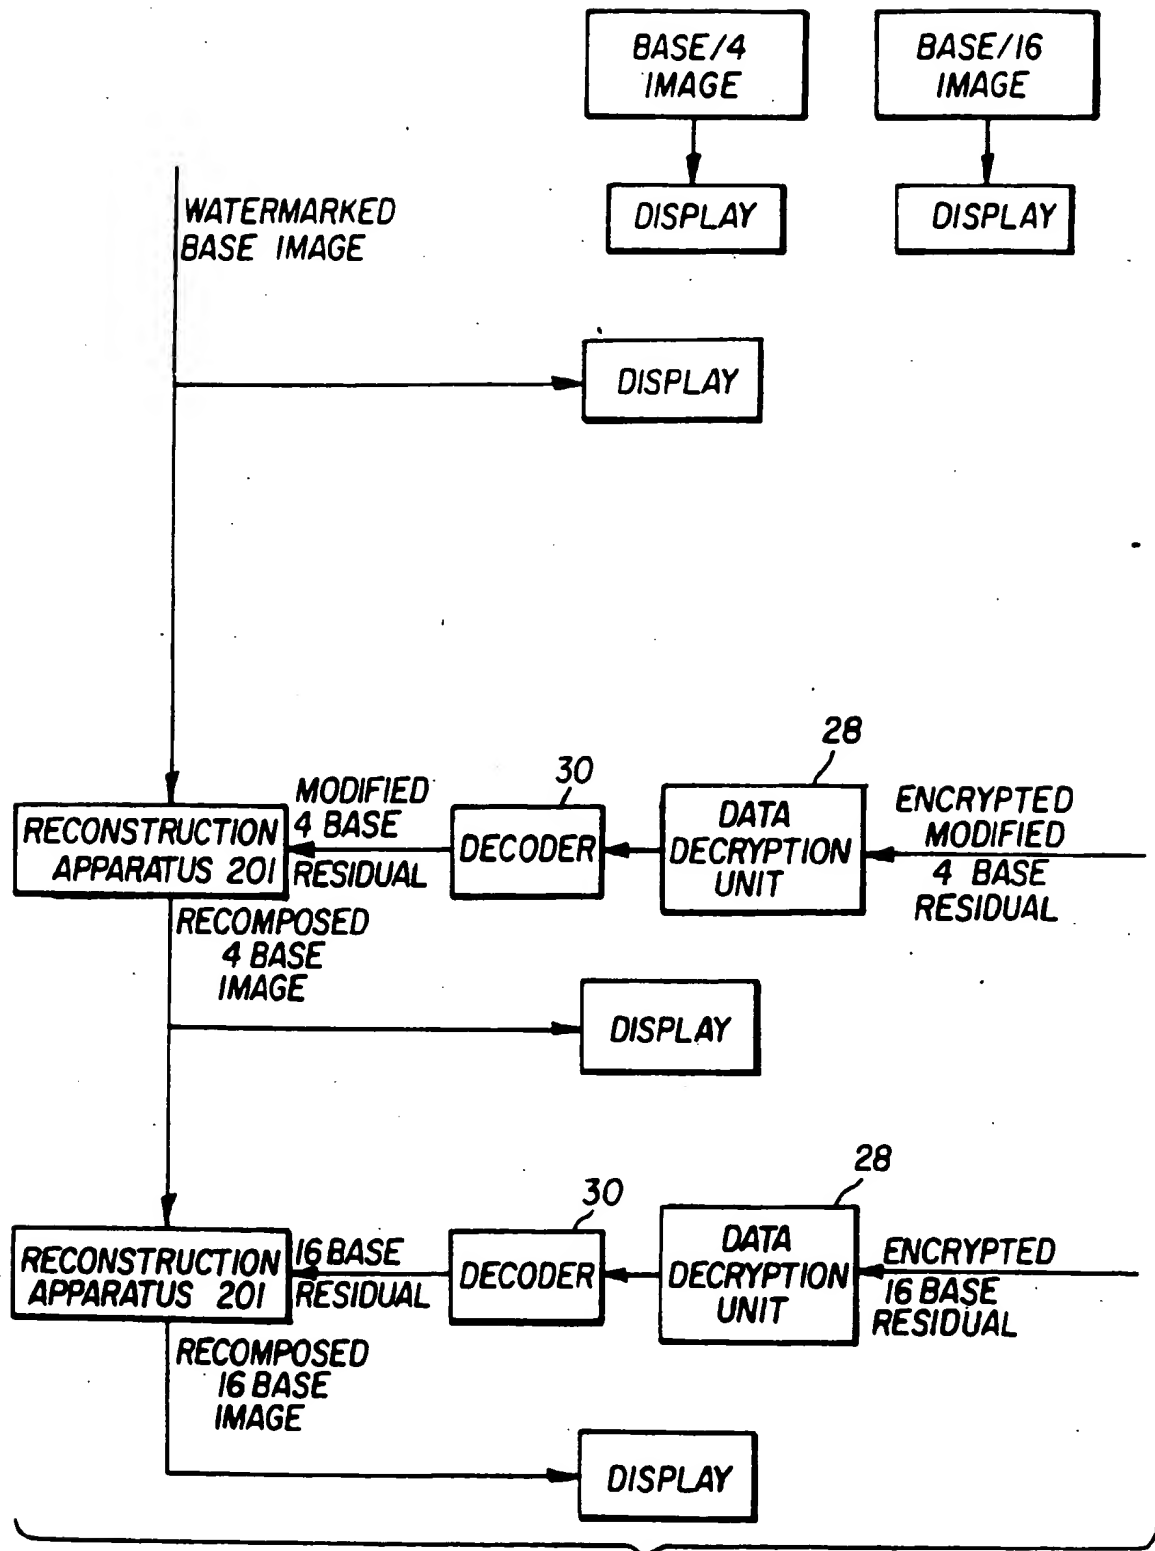 BASE/4
IMAGE
BASE/16
IMAGE
DISPLAY
DISPLAY
WATERMARKED
BASE IMAGE
DISPLAY
28
30
MODIFIED
4 BASE
RESIDUAL
ENCRYPTED
MODIFIED
4 BASE
RESIDUAL
RECONSTRUCTION
APPARATUS 201
DECODER
DATA
DECRYPTION
UNIT
RECOMPOSED
4 BASE
IMAGE
DISPLAY
28
30
RECONSTRUCTION
APPARATUS 201
16 BASE
RESIDUAL
DECODER
DATA
DECRYPTION
UNIT
ENCRYPTED
16 BASE
RESIDUAL
RECOMPOSED
16 BASE
IMAGE
DISPLAY